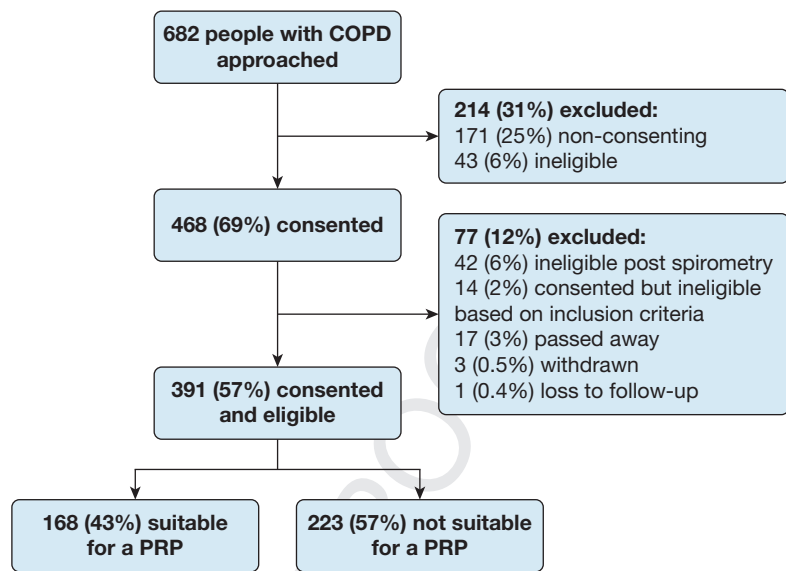 682 people with COPD
approached
214 (31%) excluded:
171 (25%) non-consenting
43 (6%) ineligible
468 (69%) consented
77 (12%) excluded:
42 (6%) ineligible post spirometry
14 (2%) consented but ineligible
based on inclusion criteria
17 (3%) passed away
3 (0.5%) withdrawn
1 (0.4%) loss to follow-up
391 (57%) consented
and eligible
168 (43%) suitable
for a PRP
223 (57%) not suitable
for a PRP